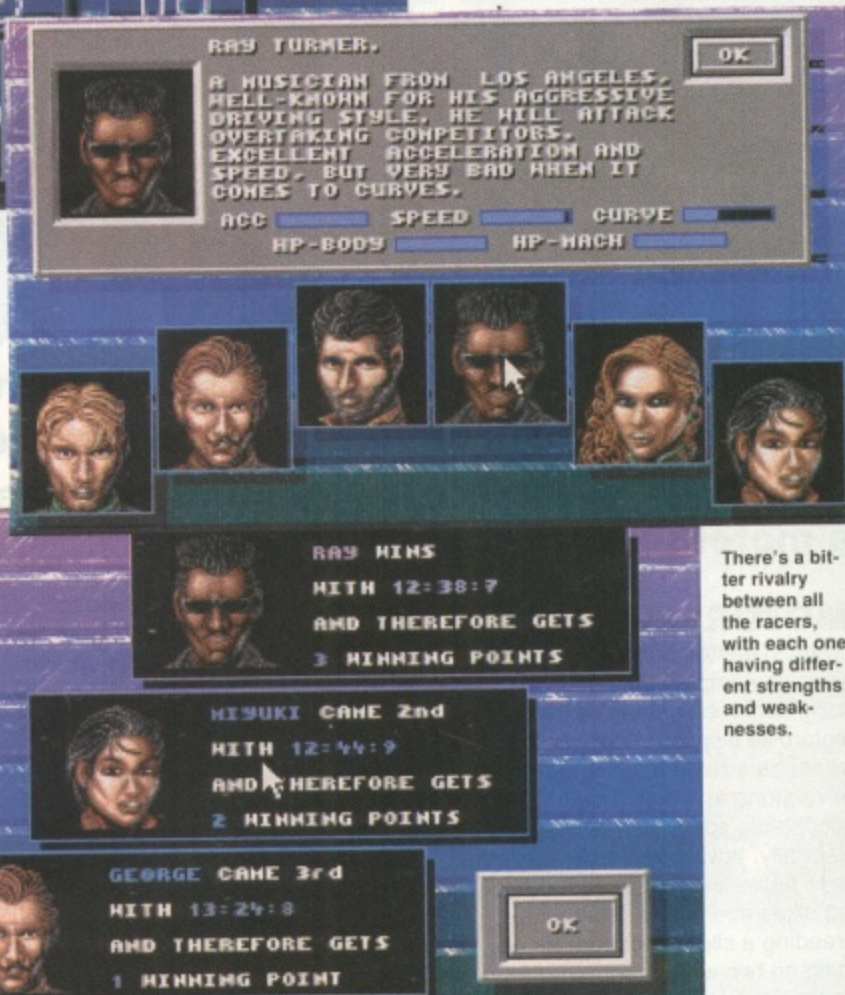 RAY TURNER.
OK
A MUSICIAN FROM LOS ANGELES,
WELL-KNOWN FOR HIS AGGRESSIVE
DRIVING STYLE. HE WILL ATTACK
OVERTAKING COMPETITORS.
EXCELLENT ACCELERATION AND
SPEED, BUT VERY BAD WHEN IT
COMES TO CURVES.
ACC SPEED CURVE
HP-BODY HP-MACH
RAY WINS
WITH 12:38:7
AND THEREFORE GETS
3 WINNING POINTS
MIYUKI CAME 2nd
WITH 12:44:9
AND THEREFORE GETS
2 WINNING POINTS
GEORGE CAME 3rd
WITH 13:24:8
AND THEREFORE GETS
1 WINNING POINT
OK
There's a bit-
ter rivalry
between all
the racers,
with each one
having differ-
ent strengths
and weak-
nesses.